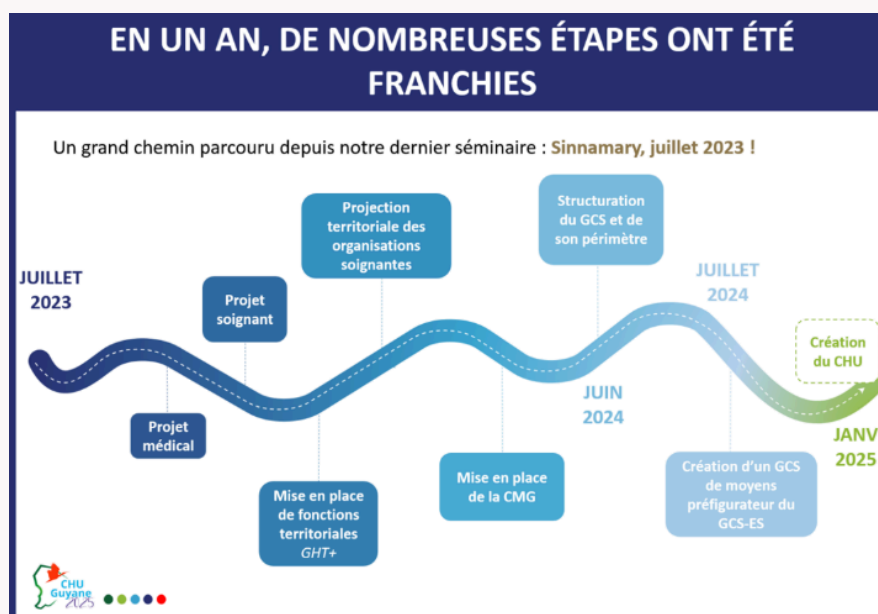 EN UN AN, DE NOMBREUSES ÉTAPES ONT ÉTÉ
FRANCHIES
Un grand chemin parcouru depuis notre dernier séminaire : Sinnamary, juillet 2023 !
JUILLET
2023
Projet
médical
Projet
soignant
Mise en place
de fonctions
territoriales
GHT+
Projection
territoriale des
organisations
soignantes
Mise en place
de la CMG
Structuration
du GCS et de
son périmètre
JUIN
2024
JUILLET
2024
Création d'un GCS
de moyens
préfigurateur du
GCS-ES
Création
du CHU
JANV
2025
CHU
Guyane
2025